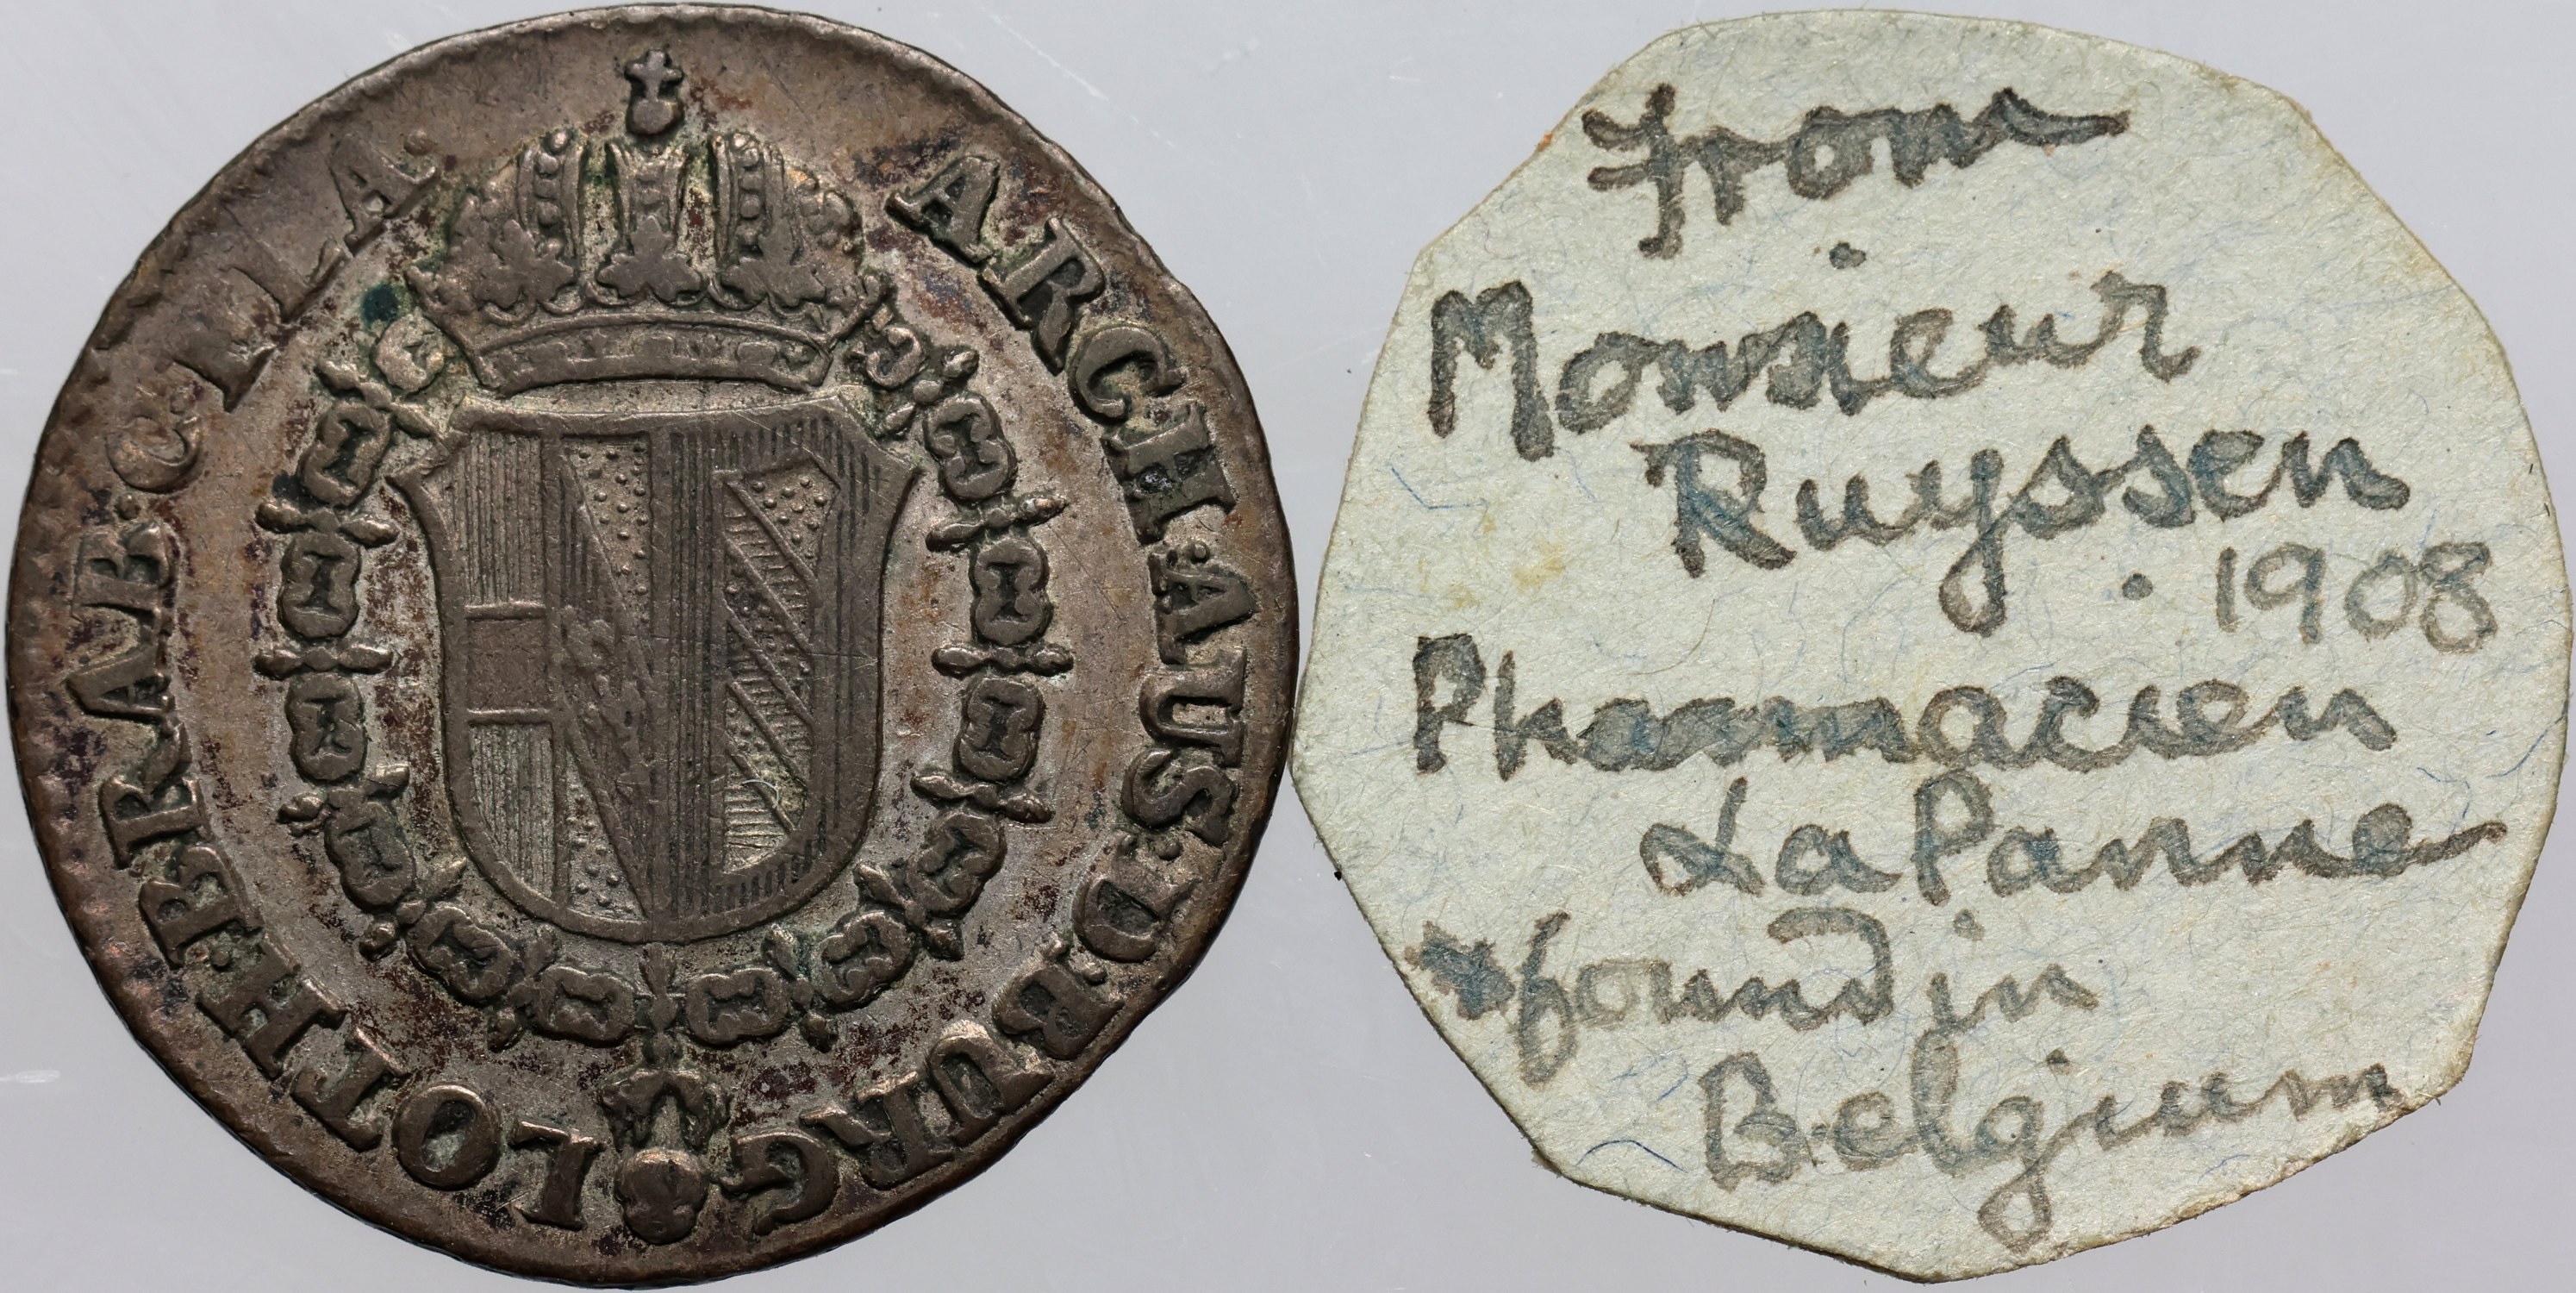 ARCH·AUS·D·BURG LOTH·BRAB·C·FLA·
from
Monsieur
Ruyssen
· 1908
Pharmacien
La Panne
found in
Belgium